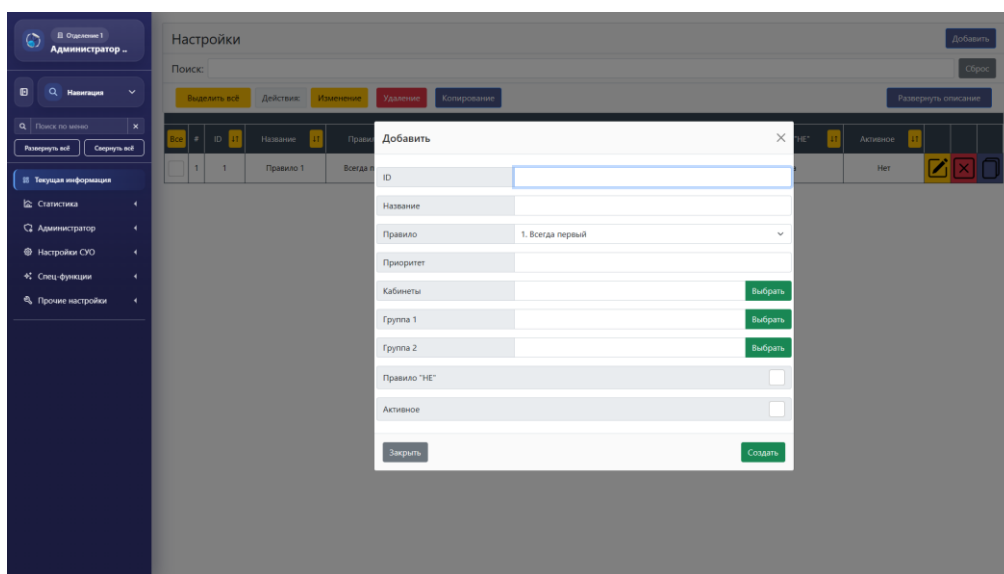 Отделение 1
Администратор ..
Навигация
Поиск по меню
Развернуть всё
Свернуть всё
Текущая информация
Статистика
Администратор
Настройки СУО
Спец-функции
Прочие настройки
Настройки
Добавить
Поиск:
Сброс
Выделить всё
Действия:
Изменение
Удаление
Копирование
Развернуть описание
Все # ID Название Прави "НЕ" Активное
1 1 Правило 1 Всегда п Нет
Добавить
ID
Название
Правило 1. Всегда первый
Приоритет
Кабинеты Выбрать
Группа 1 Выбрать
Группа 2 Выбрать
Правило "НЕ"
Активное
Закрыть Создать